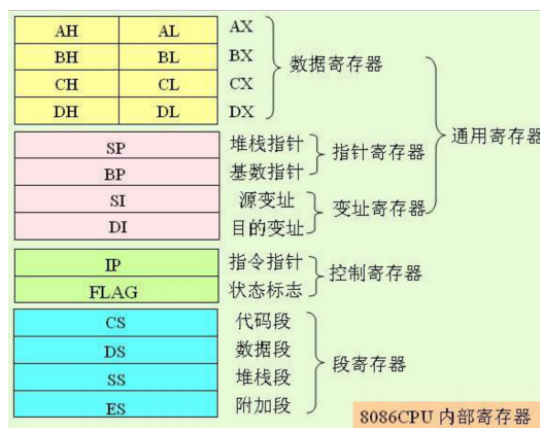 AH AL AX
BH BL BX
CH CL CX
DH DL DX
数据寄存器
SP 堆栈指针
BP 基数指针
指针寄存器
SI 源变址
DI 目的变址
变址寄存器
通用寄存器
IP 指令指针
FLAG 状态标志
控制寄存器
CS 代码段
DS 数据段
SS 堆栈段
ES 附加段
段寄存器
8086CPU 内部寄存器